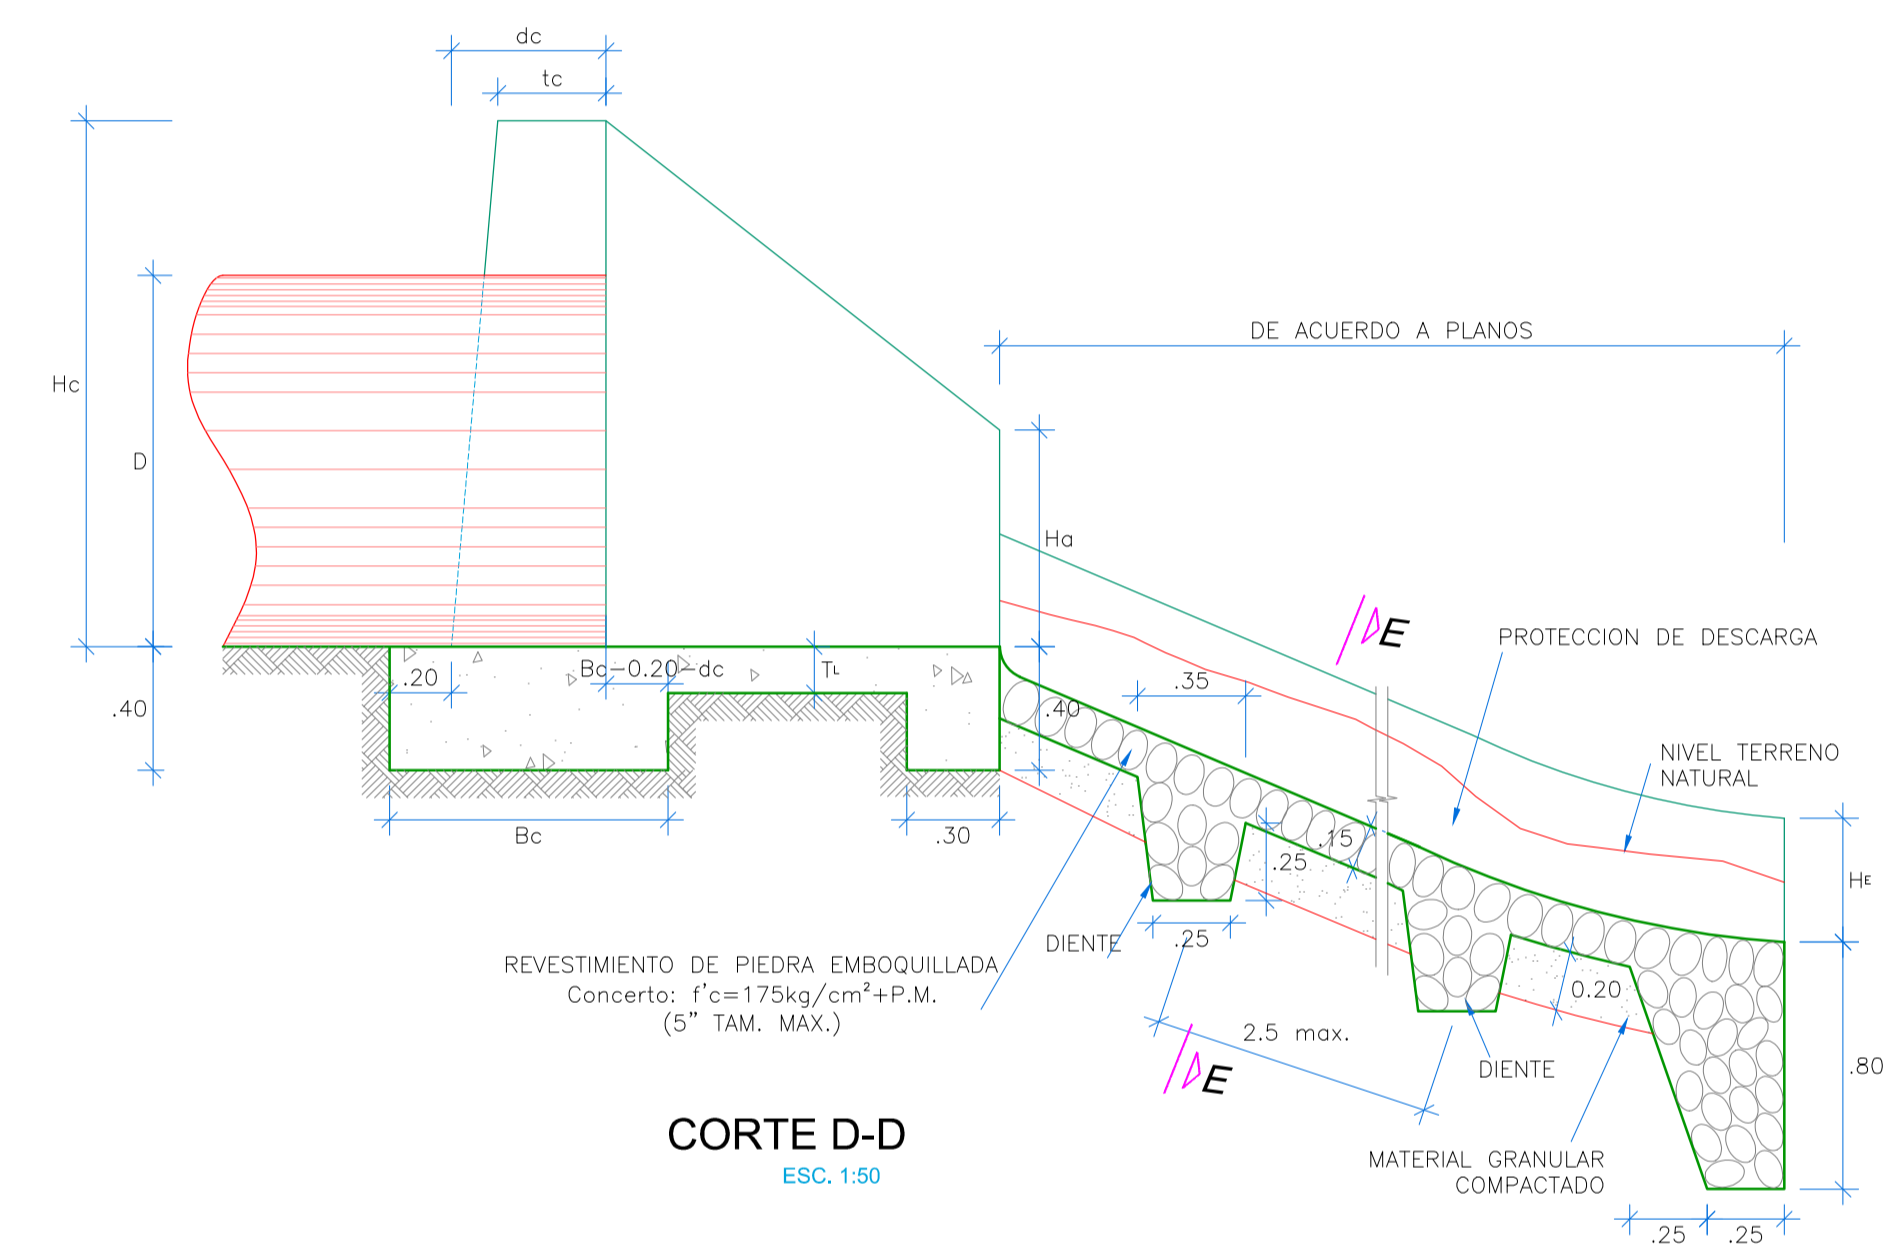 dc
tc
DE ACUERDO A PLANOS
Hc
D
Ha
E
PROTECCION DE DESCARGA
.20
Bc-0.20-dc
TL
.35
.40
.40
NIVEL TERRENO
NATURAL
Bc
.30
.15
.25
HE
DIENTE
.25
REVESTIMIENTO DE PIEDRA EMBOQUILLADA
Concerto: f'c=175kg/cm²+P.M.
(5" TAM. MAX.)
0.20
2.5 max.
E
DIENTE
.80
CORTE D-D
ESC. 1:50
MATERIAL GRANULAR
COMPACTADO
.25
.25